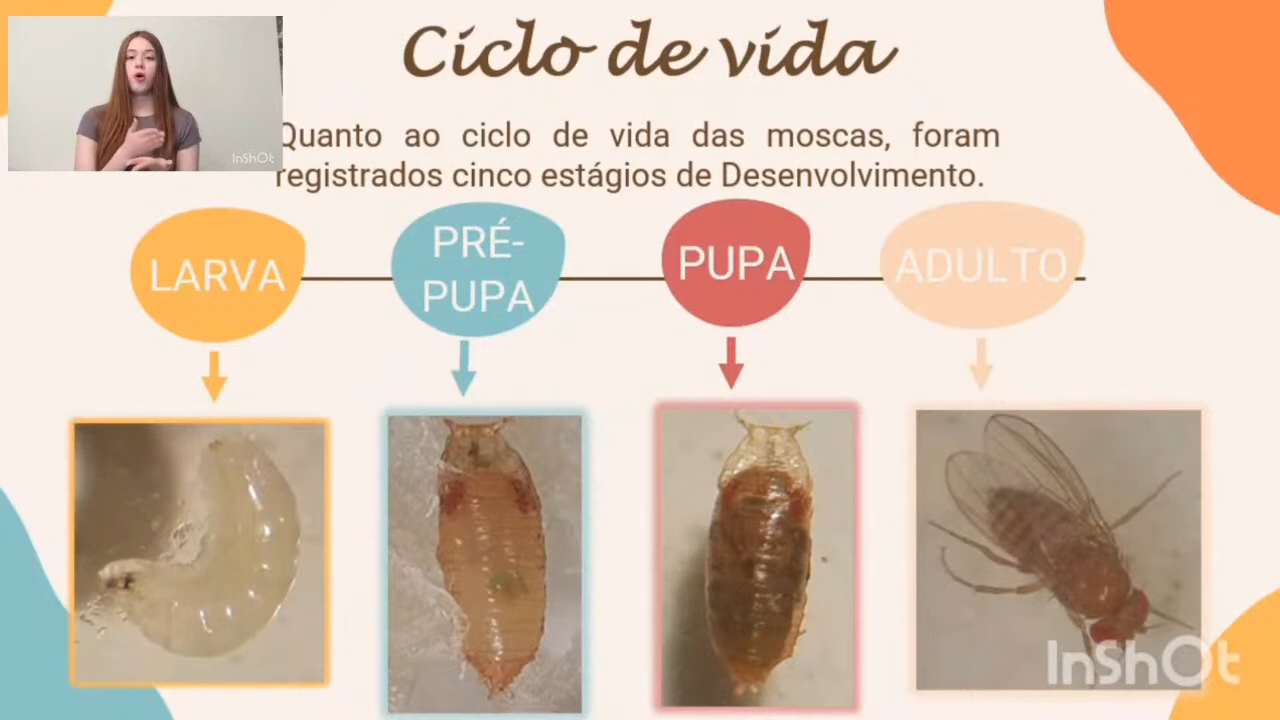 Ciclo de vida
InShOt
Quanto ao ciclo de vida das moscas, foram
registrados cinco estágios de Desenvolvimento.
LARVA
PRÉ-
PUPA
PUPA
ADULTO
InShOt